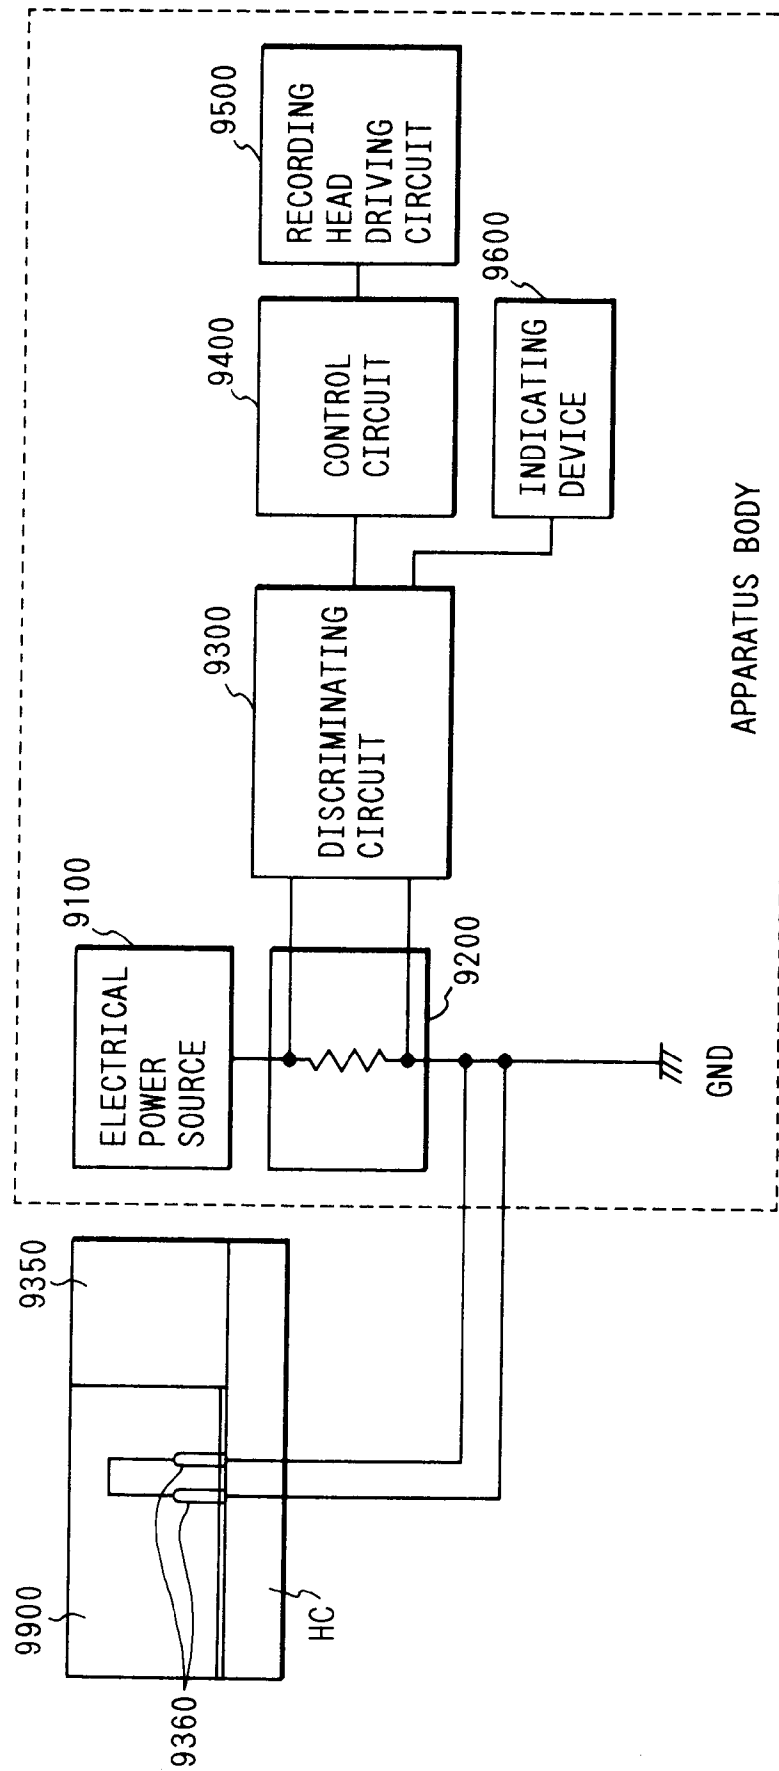 9900
9350
9360
HC
9100
ELECTRICAL
POWER
SOURCE
9200
GND
9300
DISCRIMINATING
CIRCUIT
9400
CONTROL
CIRCUIT
9500
RECORDING
HEAD
DRIVING
CIRCUIT
9600
INDICATING
DEVICE
APPARATUS BODY